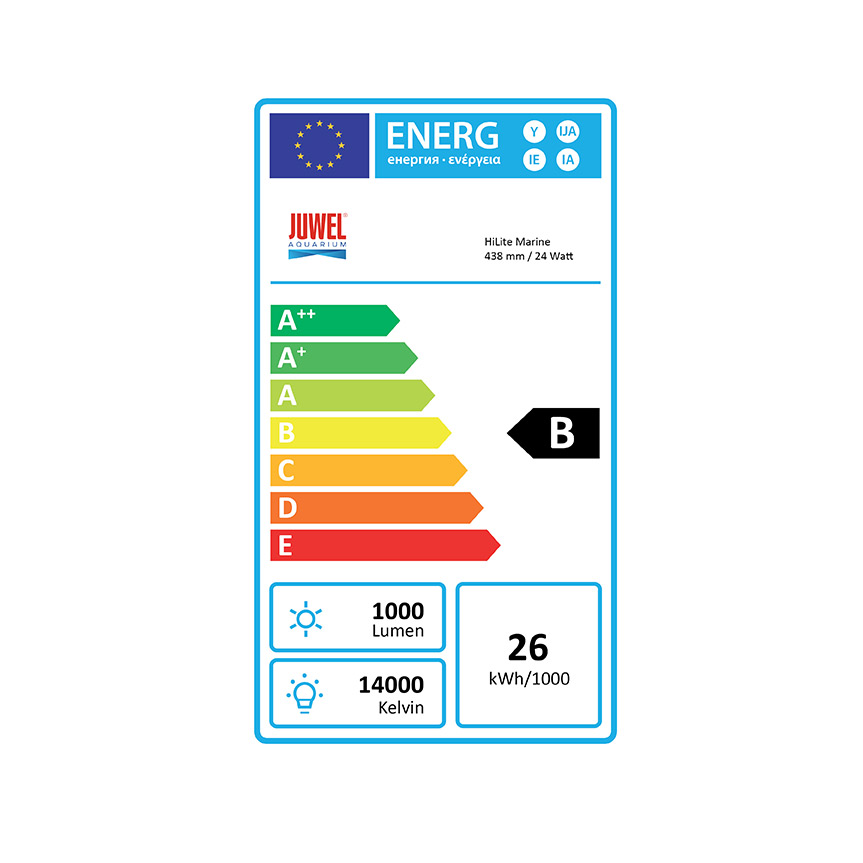 ENERG
енергия · ενέργεια
Y IJA
IE IA
JUWEL®
AQUARIUM
HiLite Marine
438 mm / 24 Watt
A++
A+
A
B
B
C
D
E
1000
Lumen
14000
Kelvin
26
kWh/1000